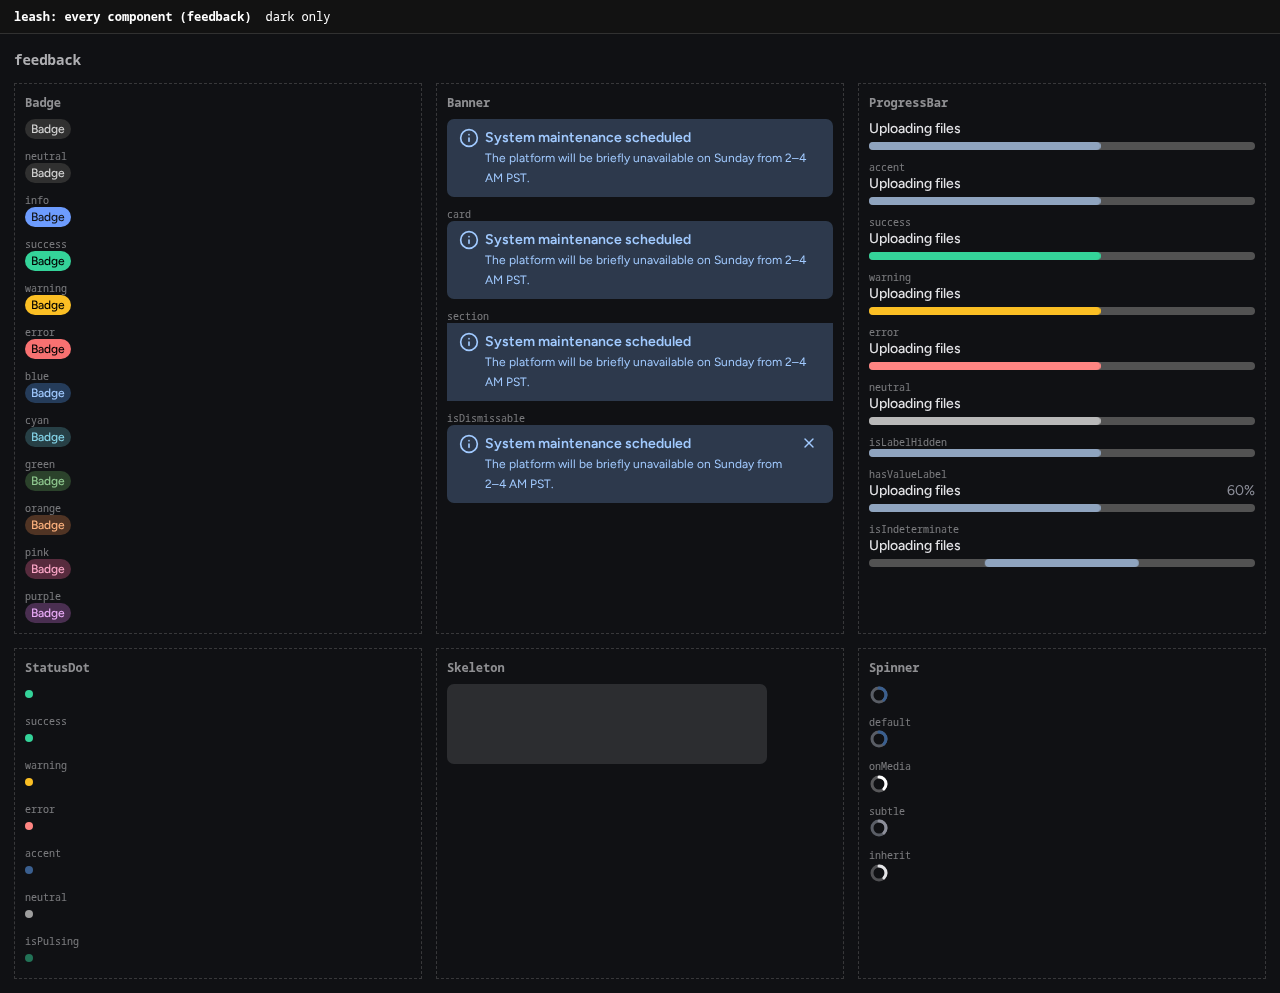 leash: every component (feedback) dark only
feedback
Badge
Badge
neutral
Badge
info
Badge
success
Badge
warning
Badge
error
Badge
blue
Badge
cyan
Badge
green
Badge
orange
Badge
pink
Badge
purple
Badge
Banner
System maintenance scheduled
The platform will be briefly unavailable on Sunday from 2–4
AM PST.
card
System maintenance scheduled
The platform will be briefly unavailable on Sunday from 2–4
AM PST.
section
System maintenance scheduled
The platform will be briefly unavailable on Sunday from 2–4
AM PST.
isDismissable
System maintenance scheduled
The platform will be briefly unavailable on Sunday from
2–4 AM PST.
ProgressBar
Uploading files
accent
Uploading files
success
Uploading files
warning
Uploading files
error
Uploading files
neutral
Uploading files
isLabelHidden
hasValueLabel
Uploading files 60%
isIndeterminate
Uploading files
StatusDot
success
warning
error
accent
neutral
isPulsing
Skeleton
Spinner
default
onMedia
subtle
inherit